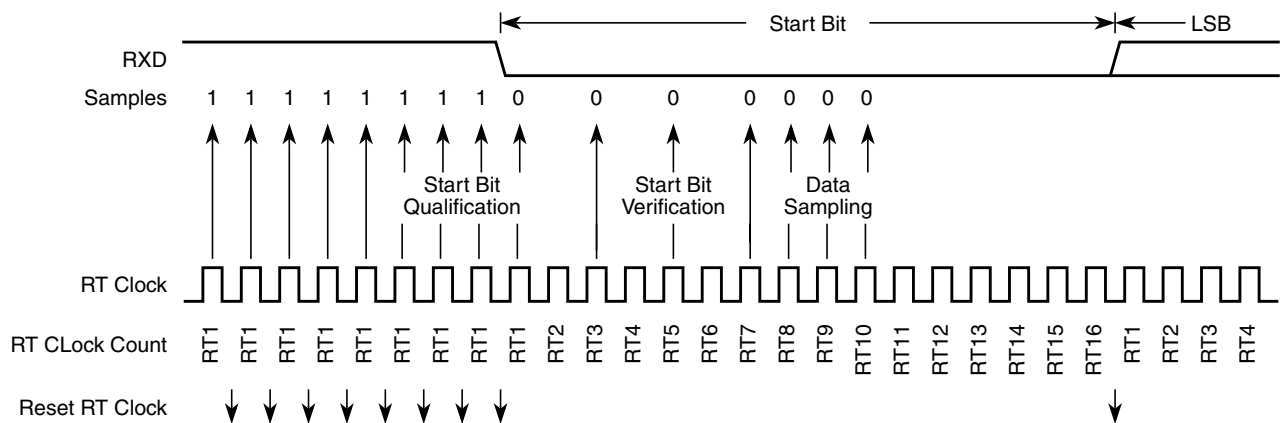 Start Bit LSB
RXD
Samples 1 1 1 1 1 1 1 1 0 0 0 0 0 0 0
Start Bit Qualification Start Bit Verification Data Sampling
RT Clock
RT CLock Count RT1 RT1 RT1 RT1 RT1 RT1 RT1 RT1 RT1 RT2 RT3 RT4 RT5 RT6 RT7 RT8 RT9 RT10 RT11 RT12 RT13 RT14 RT15 RT16 RT1 RT2 RT3 RT4
Reset RT Clock